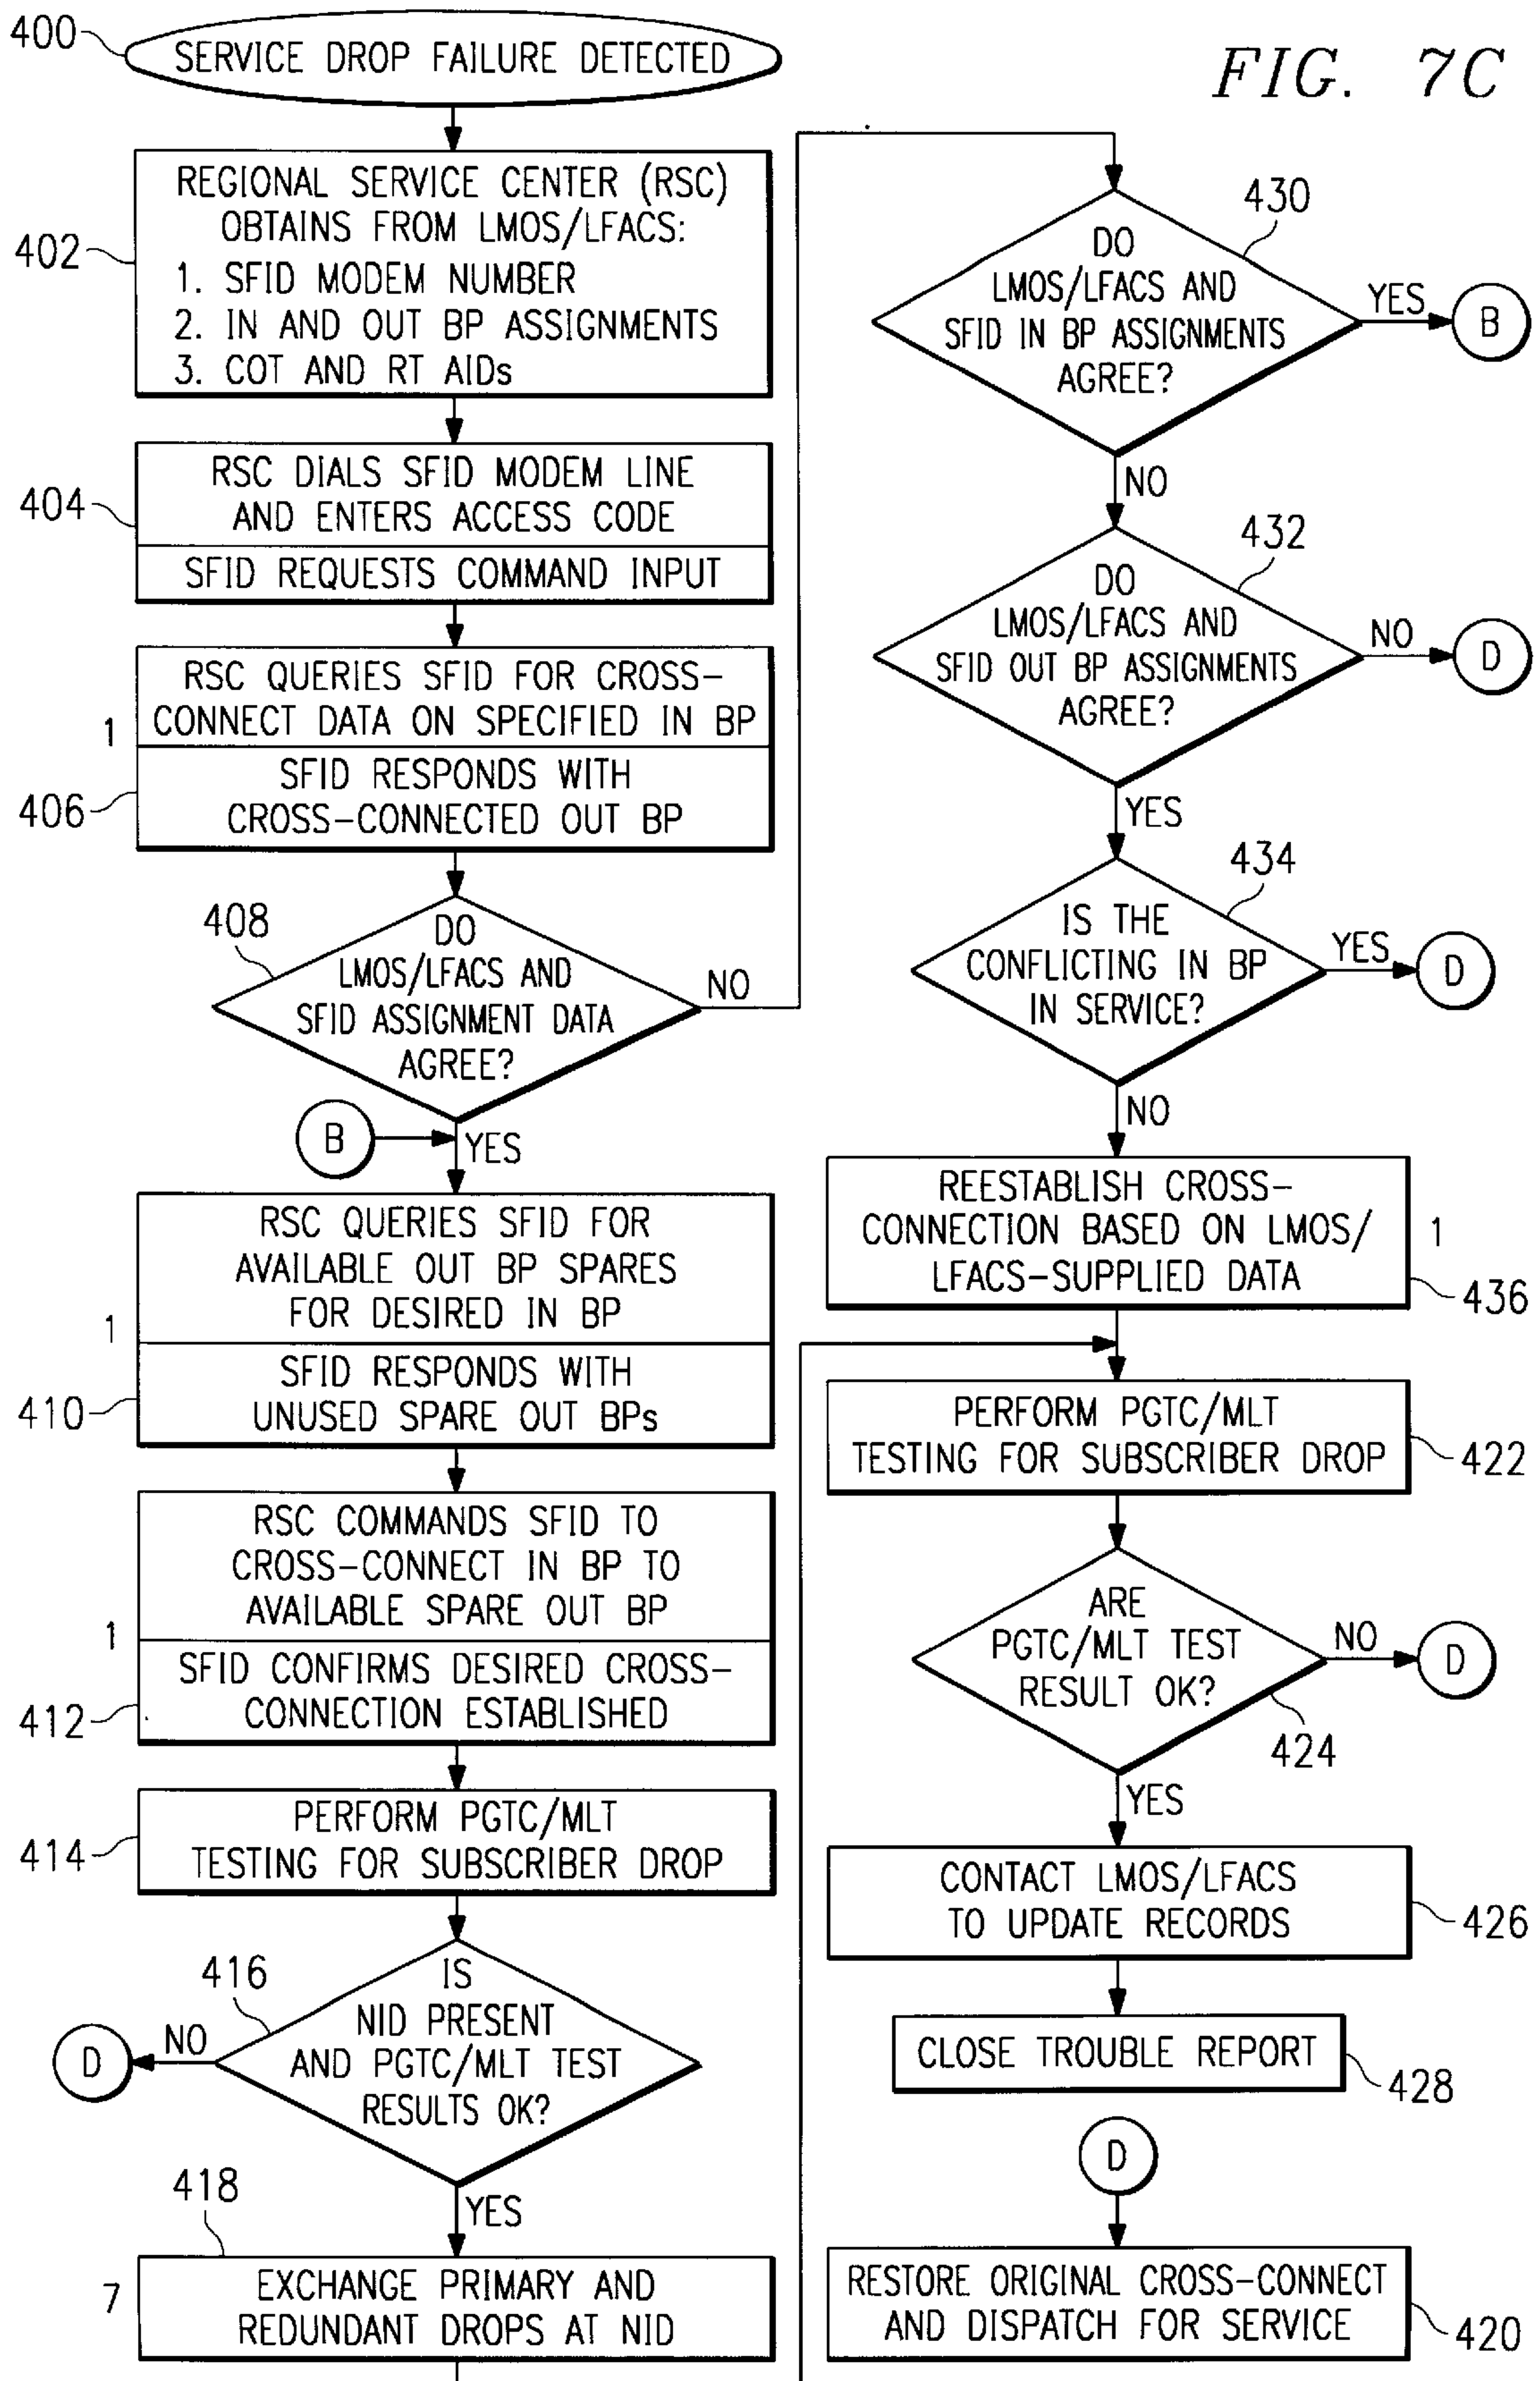 FIG. 7C
400
SERVICE DROP FAILURE DETECTED
402
REGIONAL SERVICE CENTER (RSC)
OBTAINS FROM LMOS/LFACS:
1. SFID MODEM NUMBER
2. IN AND OUT BP ASSIGNMENTS
3. COT AND RT AIDs
404
RSC DIALS SFID MODEM LINE
AND ENTERS ACCESS CODE
SFID REQUESTS COMMAND INPUT
RSC QUERIES SFID FOR CROSS-
CONNECT DATA ON SPECIFIED IN BP
1
SFID RESPONDS WITH
CROSS-CONNECTED OUT BP
406
408
DO
LMOS/LFACS AND
SFID ASSIGNMENT DATA
AGREE?
NO
B
YES
RSC QUERIES SFID FOR
AVAILABLE OUT BP SPARES
FOR DESIRED IN BP
1
SFID RESPONDS WITH
UNUSED SPARE OUT BPs
410
RSC COMMANDS SFID TO
CROSS-CONNECT IN BP TO
AVAILABLE SPARE OUT BP
1
SFID CONFIRMS DESIRED CROSS-
CONNECTION ESTABLISHED
412
PERFORM PGTC/MLT
TESTING FOR SUBSCRIBER DROP
414
416
IS
NID PRESENT
AND PGTC/MLT TEST
RESULTS OK?
NO
D
YES
418
7
EXCHANGE PRIMARY AND
REDUNDANT DROPS AT NID
430
DO
LMOS/LFACS AND
SFID IN BP ASSIGNMENTS
AGREE?
YES
B
NO
432
DO
LMOS/LFACS AND
SFID OUT BP ASSIGNMENTS
AGREE?
NO
D
YES
434
IS THE
CONFLICTING IN BP
IN SERVICE?
YES
D
NO
REESTABLISH CROSS-
CONNECTION BASED ON LMOS/
LFACS-SUPPLIED DATA
1
436
PERFORM PGTC/MLT
TESTING FOR SUBSCRIBER DROP
422
ARE
PGTC/MLT TEST
RESULT OK?
NO
D
424
YES
CONTACT LMOS/LFACS
TO UPDATE RECORDS
426
CLOSE TROUBLE REPORT
428
D
RESTORE ORIGINAL CROSS-CONNECT
AND DISPATCH FOR SERVICE
420